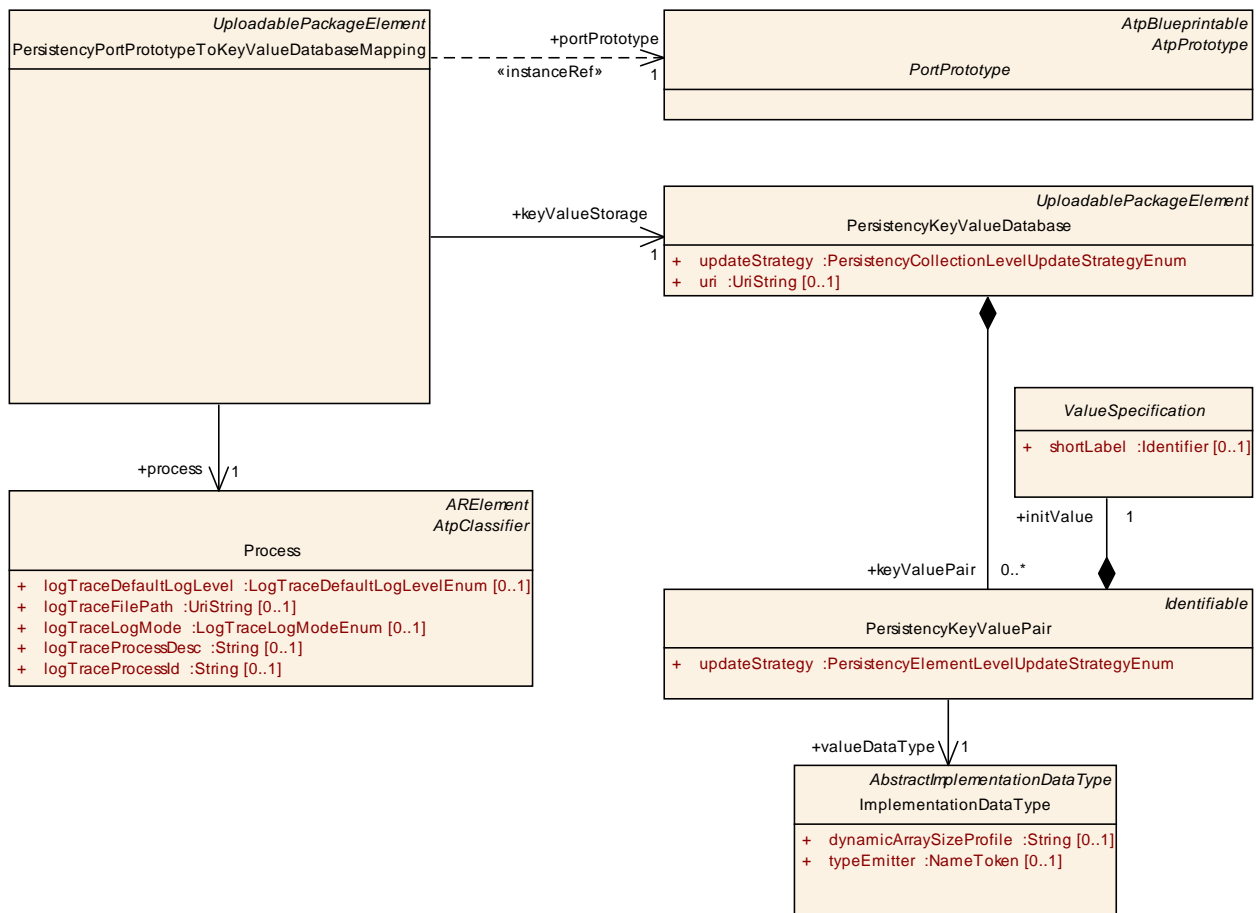 UploadablePackageElement
PersistencyPortPrototypeToKeyValueDatabaseMapping
+portPrototype
«instanceRef»
1
AtpBlueprintable
AtpPrototype
PortPrototype
+keyValueStorage
1
UploadablePackageElement
PersistencyKeyValueDatabase
+ updateStrategy :PersistencyCollectionLevelUpdateStrategyEnum
+ uri :UriString [0..1]
ValueSpecification
+ shortLabel :Identifier [0..1]
+initValue 1
+process 1
ARElement
AtpClassifier
Process
+ logTraceDefaultLogLevel :LogTraceDefaultLogLevelEnum [0..1]
+ logTraceFilePath :UriString [0..1]
+ logTraceLogMode :LogTraceLogModeEnum [0..1]
+ logTraceProcessDesc :String [0..1]
+ logTraceProcessId :String [0..1]
+keyValuePair 0..*
Identifiable
PersistencyKeyValuePair
+ updateStrategy :PersistencyElementLevelUpdateStrategyEnum
+valueDataType 1
AbstractImplementationDataType
ImplementationDataType
+ dynamicArraySizeProfile :String [0..1]
+ typeEmitter :NameToken [0..1]